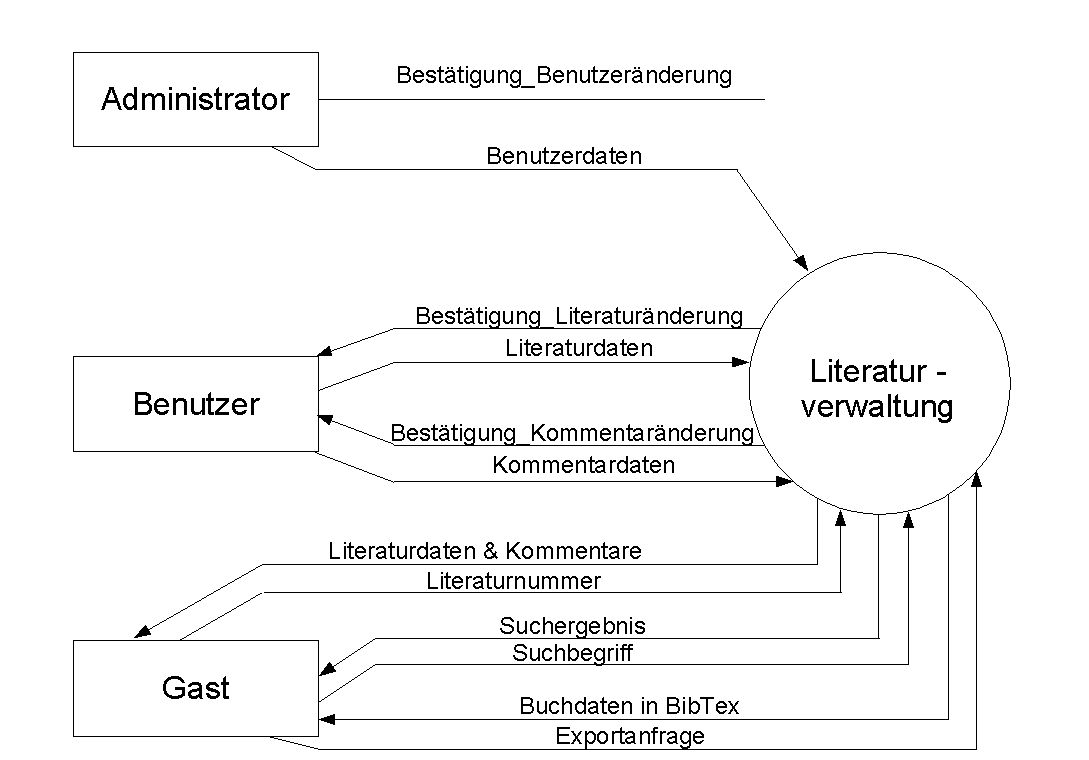 Bestätigung_Benutzeränderung
Administrator
Benutzerdaten
Bestätigung_Literaturänderung
Literaturdaten
Literatur -
verwaltung
Benutzer
Bestätigung_Kommentaränderung
Kommentardaten
Literaturdaten & Kommentare
Literaturnummer
Suchergebnis
Suchbegriff
Gast
Buchdaten in BibTex
Exportanfrage